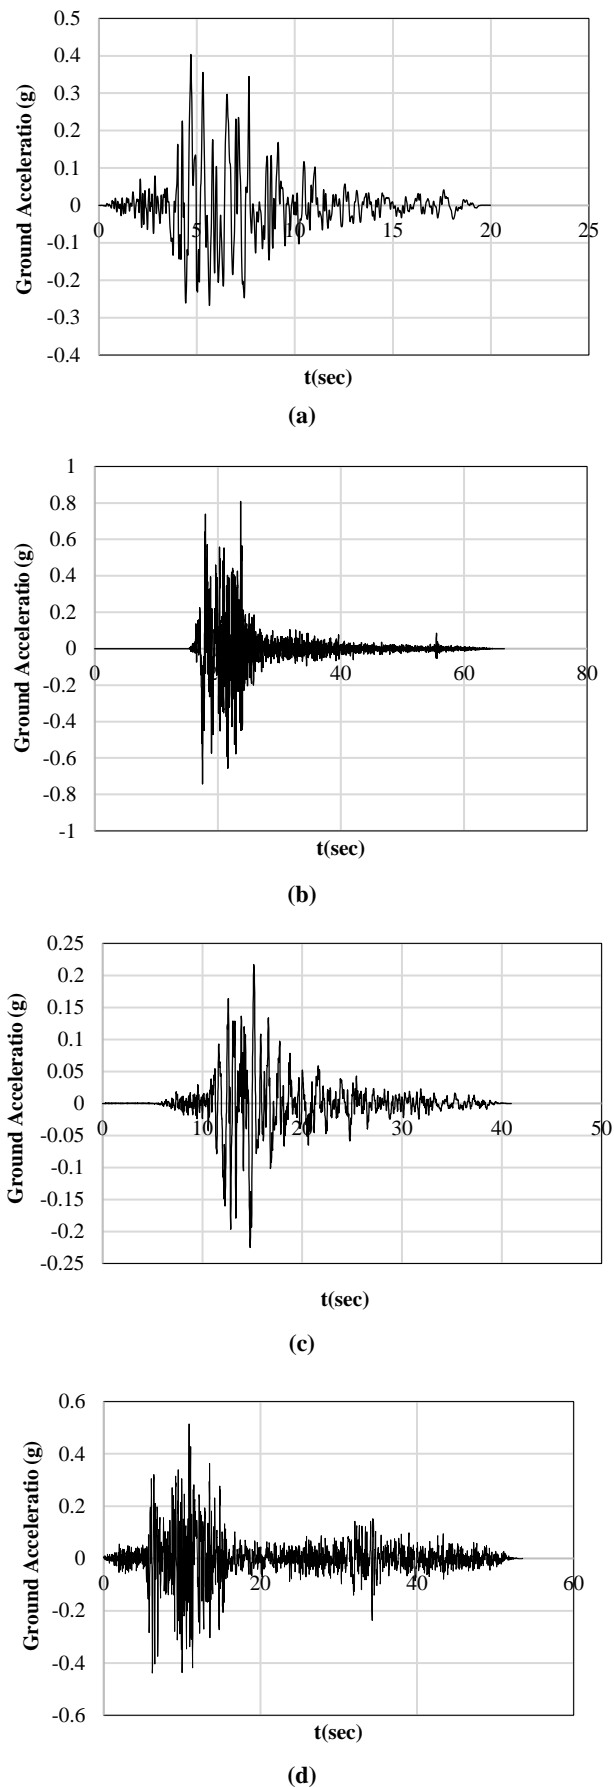 0.5
0.4
0.3
0.2
0.1
0
-0.1
-0.2
-0.3
-0.4
0 5 10 15 20 25
Ground Acceleratio (g)
t(sec)
(a)
1
0.8
0.6
0.4
0.2
0
-0.2
-0.4
-0.6
-0.8
-1
0 20 40 60 80
Ground Acceleratio (g)
t(sec)
(b)
0.25
0.2
0.15
0.1
0.05
0
-0.05
-0.1
-0.15
-0.2
-0.25
0 10 20 30 40 50
Ground Acceleratio (g)
t(sec)
(c)
0.6
0.4
0.2
0
-0.2
-0.4
-0.6
0 20 40 60
Ground Acceleratio (g)
t(sec)
(d)